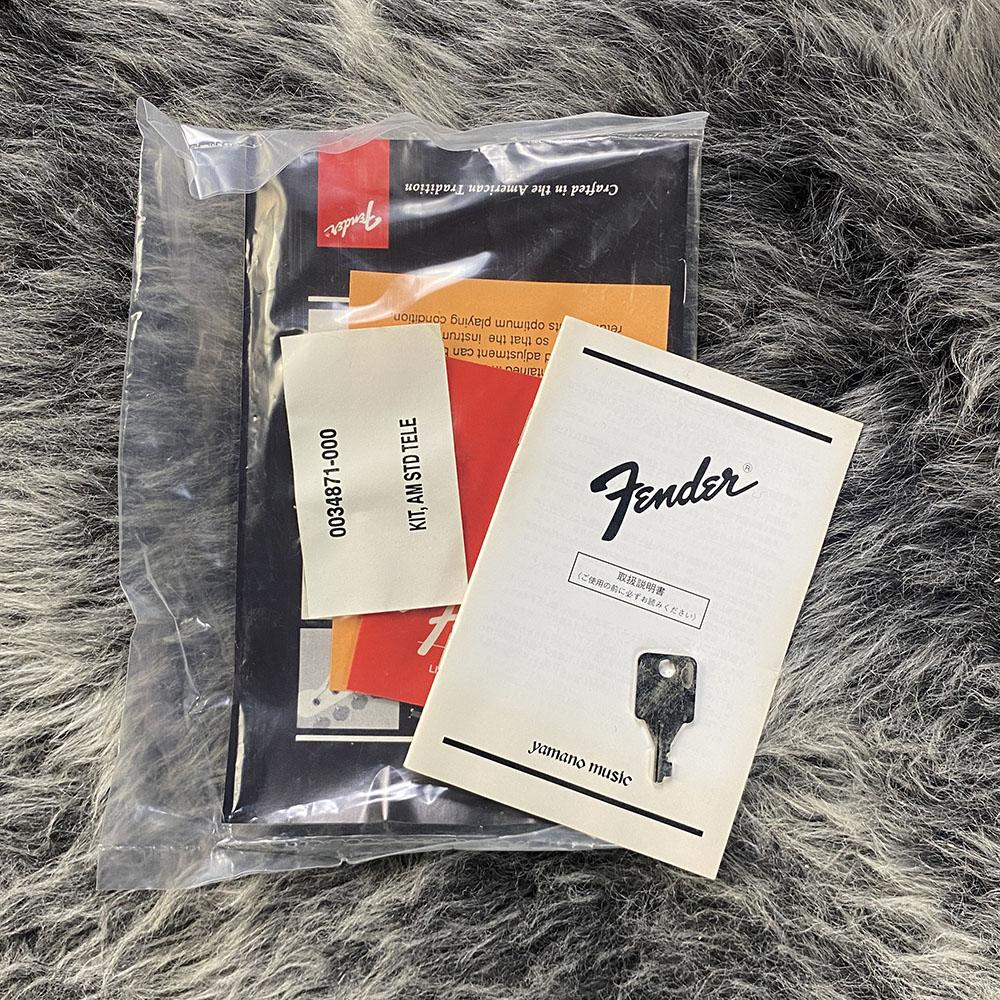 Crafted in the American Tradition
Fender
its optimum playing condition
so that the
adjustment can
0034871-000
KIT, AM STD TELE
Fender®
取扱説明書
〈ご使用の前に必ずお読みください〉
yamano music